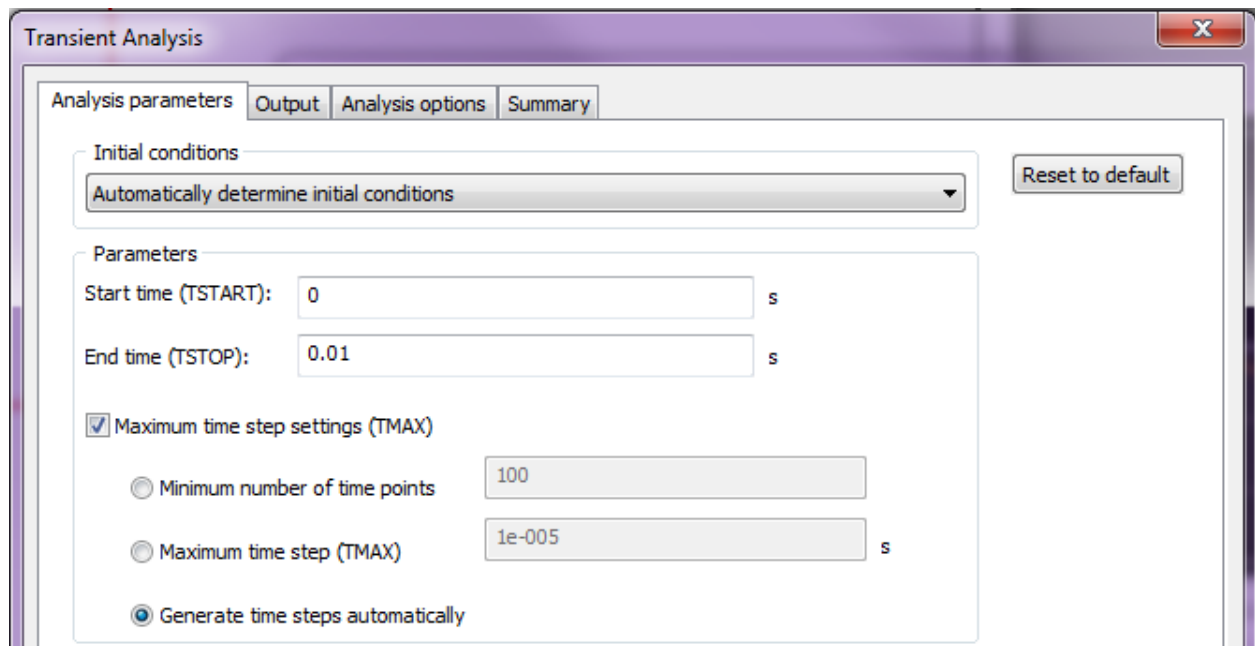 Transient Analysis
Analysis parameters Output Analysis options Summary
Initial conditions
Automatically determine initial conditions
Reset to default
Parameters
Start time (TSTART): 0 s
End time (TSTOP): 0.01 s
Maximum time step settings (TMAX)
Minimum number of time points 100
Maximum time step (TMAX) 1e-005 s
Generate time steps automatically